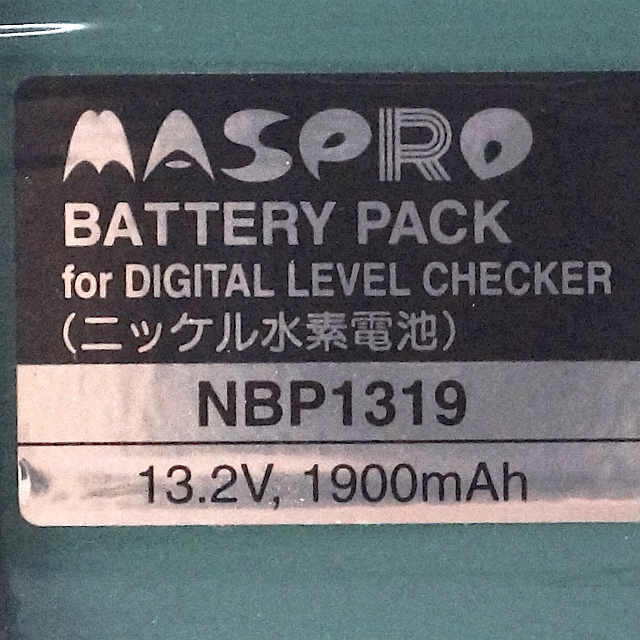 MASPRO
BATTERY PACK
for DIGITAL LEVEL CHECKER
(ニッケル水素電池)
NBP1319
13.2V, 1900mAh